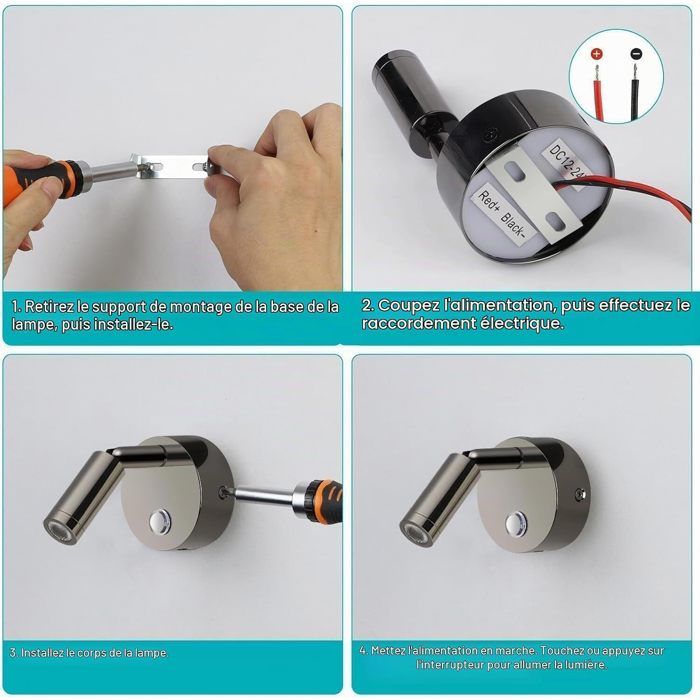 +
-
DC12-24
Red+ Black-
1. Retirez le support de montage de la base de la
lampe, puis installez-le.
2. Coupez l'alimentation, puis effectuez le
raccordement électrique.
3. Installez le corps de la lampe.
4. Mettez l'alimentation en marche. Touchez ou appuyez sur
l'interrupteur pour allumer la lumière.